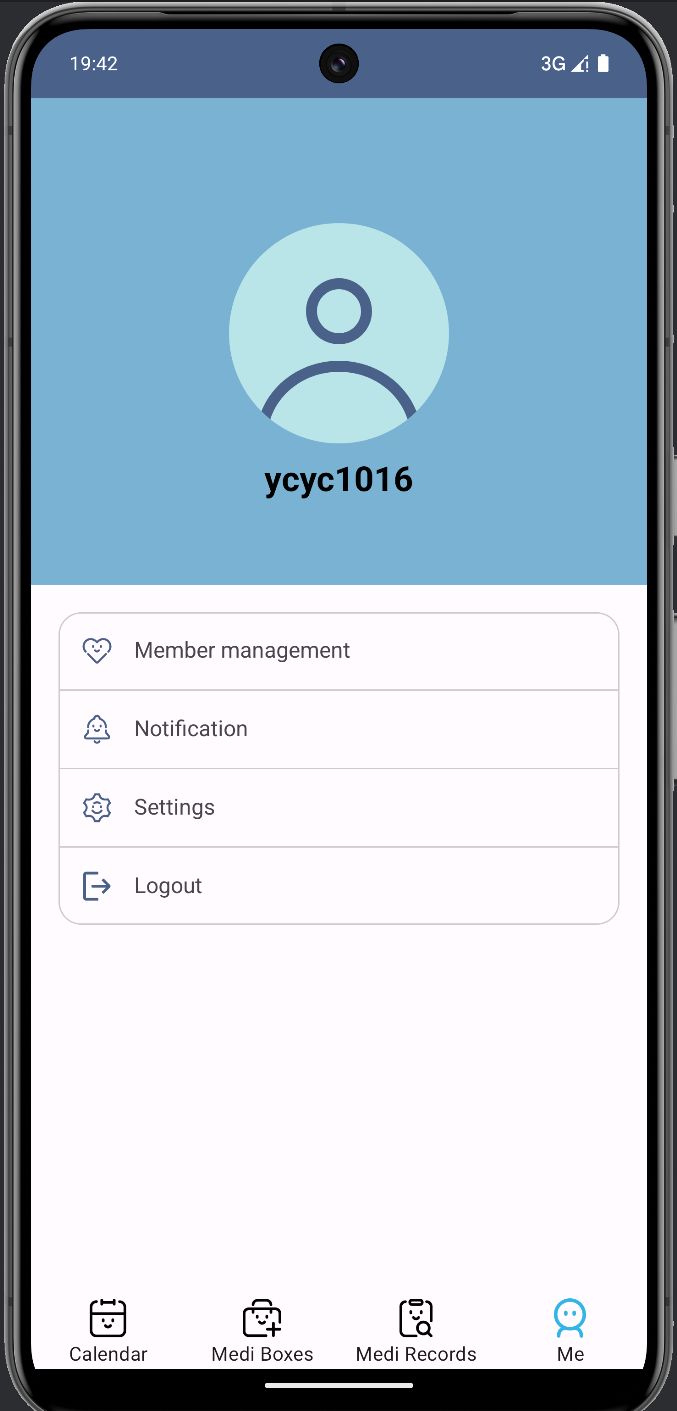 19:42
3G
ycyc1016
Member management
Notification
Settings
Logout
Calendar
Medi Boxes
Medi Records
Me